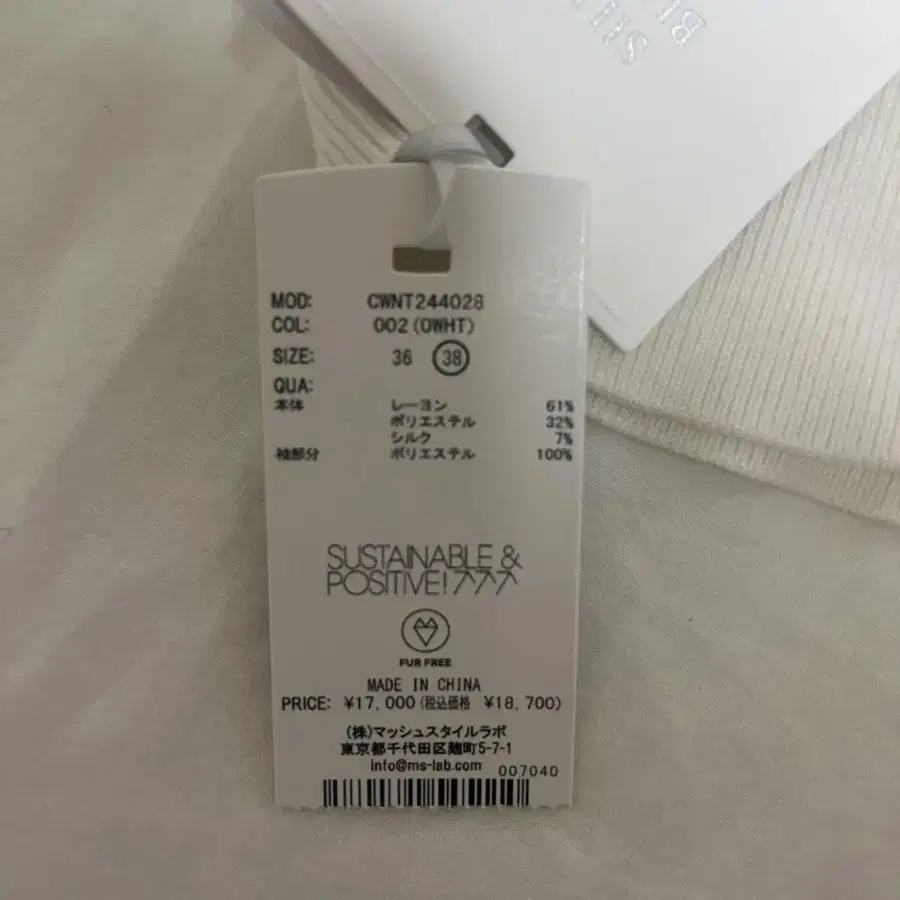 MOD: CWNT244028
COL: 002(OWHT)
SIZE: 36 38
QUA:
本体 レーヨン 61%
ポリエステル 32%
シルク 7%
袖部分 ポリエステル 100%
SUSTAINABLE &
POSITIVE!
FUR FREE
MADE IN CHINA
PRICE: ¥17,000(税込価格 ¥18,700)
(株)マッシュスタイルラボ
東京都千代田区麹町5-7-1
info@ms-lab.com 007040